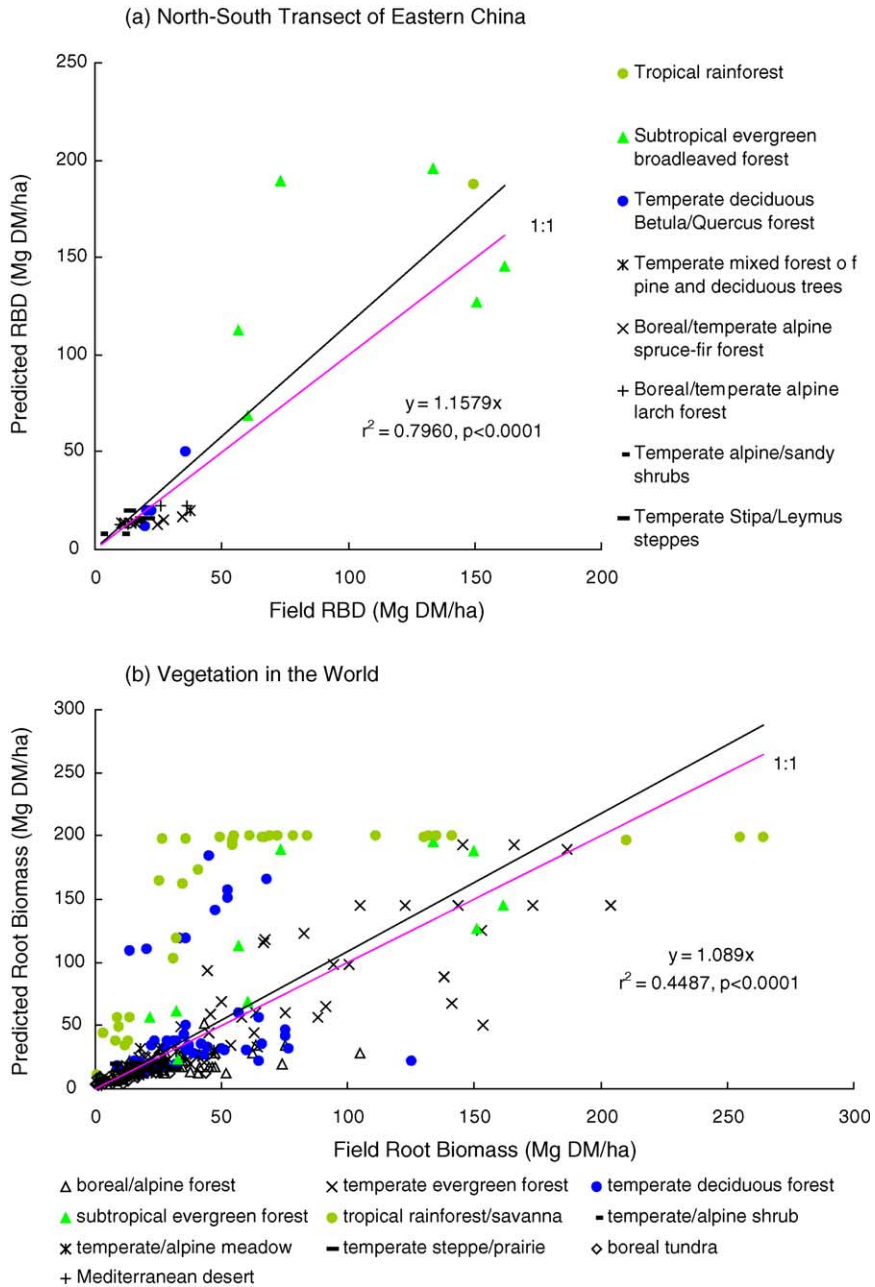 (a) North-South Transect of Eastern China
250
200
150
100
50
0
Predicted RBD (Mg DM/ha)
0 50 100 150 200
Field RBD (Mg DM/ha)
1:1
y = 1.1579x
r² = 0.7960, p<0.0001
Tropical rainforest
Subtropical evergreen
broadleaved forest
Temperate deciduous
Betula/Quercus forest
Temperate mixed forest o f
pine and deciduous trees
Boreal/temperate alpine
spruce-fir forest
Boreal/temperate alpine
larch forest
Temperate alpine/sandy
shrubs
Temperate Stipa/Leymus
steppes
(b) Vegetation in the World
300
250
200
150
100
50
0
Predicted Root Biomass (Mg DM/ha)
0 50 100 150 200 250 300
Field Root Biomass (Mg DM/ha)
1:1
y = 1.089x
r² = 0.4487, p<0.0001
boreal/alpine forest temperate evergreen forest temperate deciduous forest
subtropical evergreen forest tropical rainforest/savanna temperate/alpine shrub
temperate/alpine meadow temperate steppe/prairie boreal tundra
Mediterranean desert